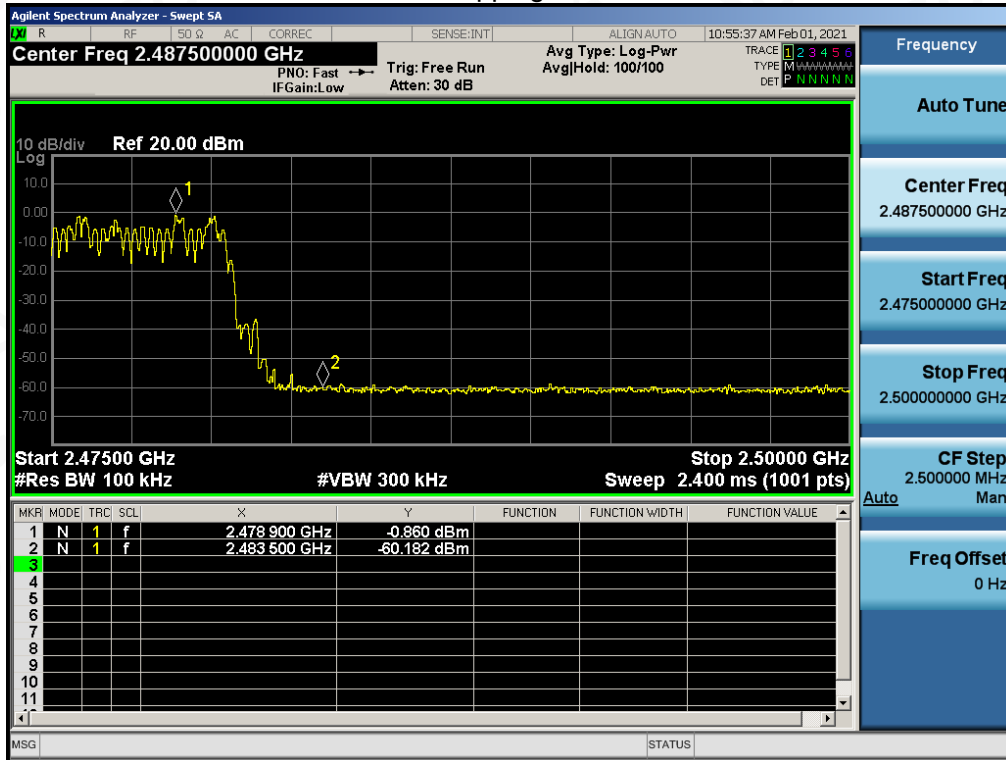 Agilent Spectrum Analyzer - Swept SA
LXI R RF 50 Ω AC CORREC SENSE:INT ALIGN AUTO 10:55:37 AM Feb 01, 2021
Center Freq 2.487500000 GHz
PNO: Fast
IFGain:Low
Trig: Free Run
Atten: 30 dB
Avg Type: Log-Pwr
Avg|Hold: 100/100
TRACE 1 2 3 4 5 6
TYPE M WWWWW
DET P N N N N N
10 dB/div Ref 20.00 dBm
Log
10.0
0.00
-10.0
-20.0
-30.0
-40.0
-50.0
-60.0
-70.0
1
2
Start 2.47500 GHz Stop 2.50000 GHz
#Res BW 100 kHz #VBW 300 kHz Sweep 2.400 ms (1001 pts)
MKR MODE TRC SCL X Y FUNCTION FUNCTION WIDTH FUNCTION VALUE
1 N 1 f 2.478 900 GHz -0.860 dBm
2 N 1 f 2.483 500 GHz -60.182 dBm
3
4
5
6
7
8
9
10
11
MSG STATUS
Frequency
Auto Tune
Center Freq
2.487500000 GHz
Start Freq
2.475000000 GHz
Stop Freq
2.500000000 GHz
CF Step
2.500000 MHz
Auto Man
Freq Offset
0 Hz